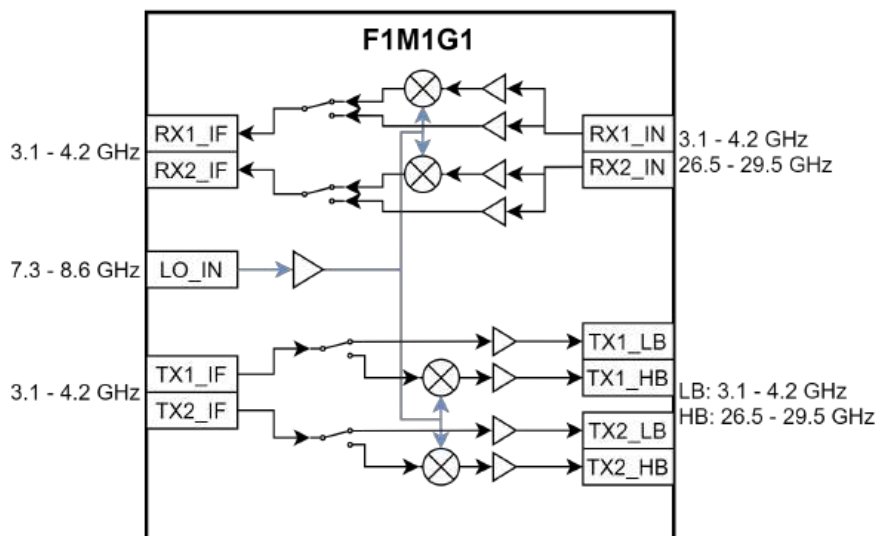 F1M1G1
RX1_IF
RX2_IF
3.1 - 4.2 GHz
RX1_IN
RX2_IN
3.1 - 4.2 GHz
26.5 - 29.5 GHz
7.3 - 8.6 GHz
LO_IN
TX1_IF
TX2_IF
3.1 - 4.2 GHz
TX1_LB
TX1_HB
TX2_LB
TX2_HB
LB: 3.1 - 4.2 GHz
HB: 26.5 - 29.5 GHz